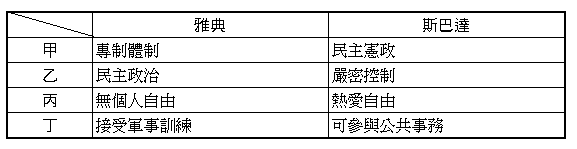 雅典 斯巴達
甲 專制體制 民主憲政
乙 民主政治 嚴密控制
丙 無個人自由 熱愛自由
丁 接受軍事訓練 可參與公共事務